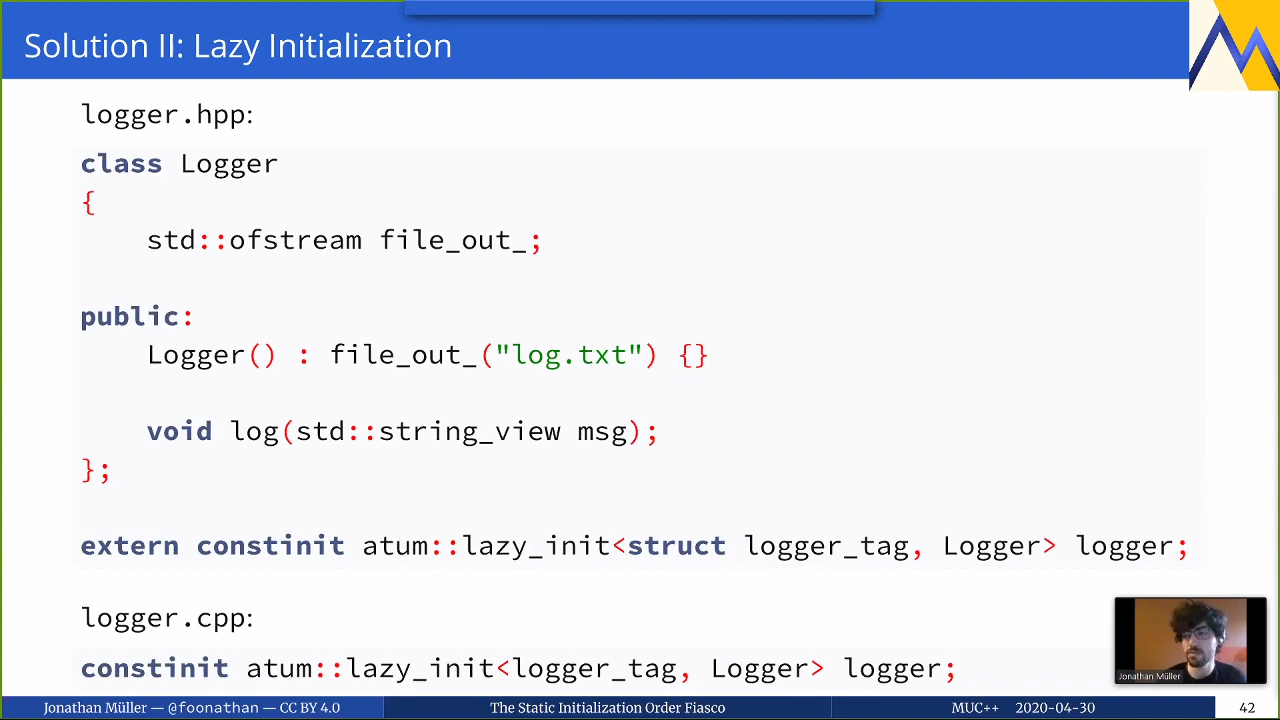 Solution II: Lazy Initialization
logger.hpp:
class Logger
{
std::ofstream file_out_;
public:
Logger() : file_out_("log.txt") {}
void log(std::string_view msg);
};
extern constinit atum::lazy_init<struct logger_tag, Logger> logger;
logger.cpp:
constinit atum::lazy_init<logger_tag, Logger> logger;
Jonathan Müller
Jonathan Müller — @foonathan — CC BY 4.0 The Static Initialization Order Fiasco MUC++ 2020-04-30 42